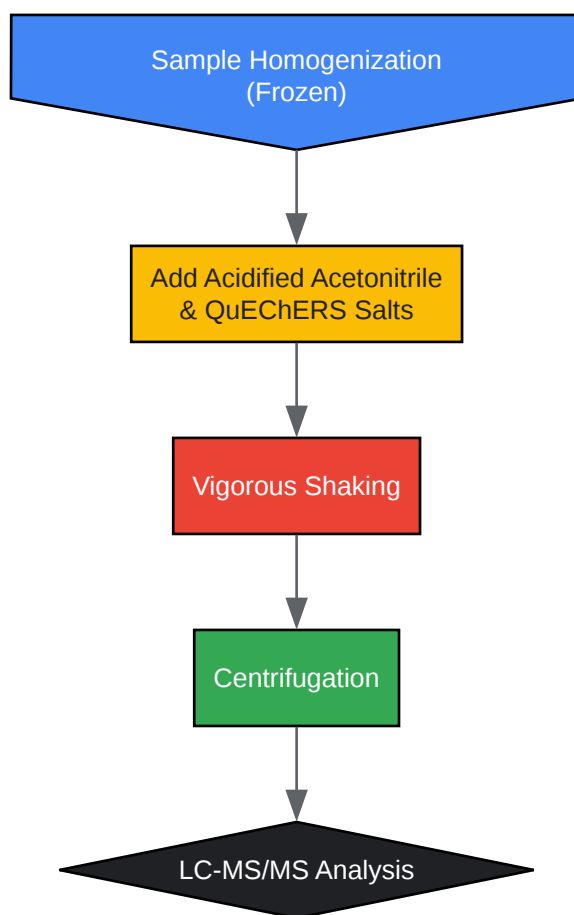 Sample Homogenization
(Frozen)
Add Acidified Acetonitrile
& QuEChERS Salts
Vigorous Shaking
Centrifugation
LC-MS/MS Analysis